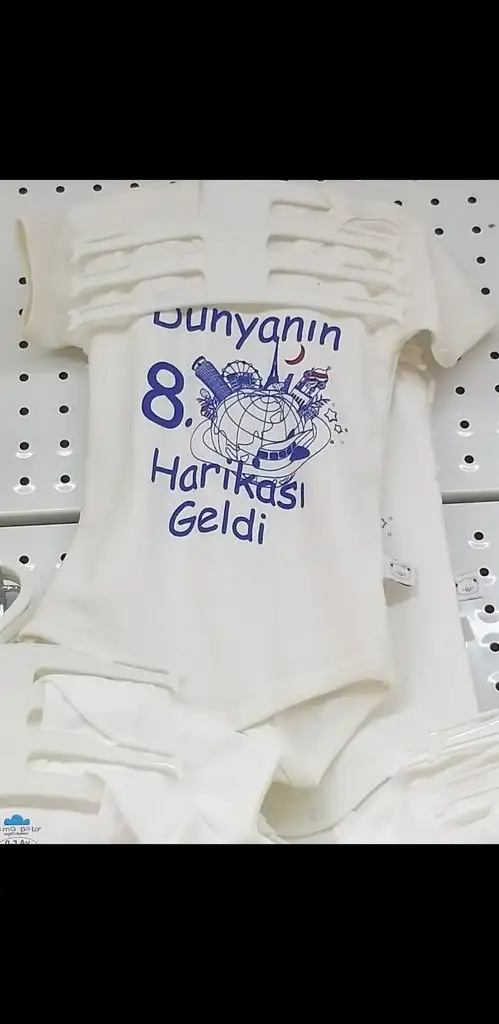 Dünyanın
8.
Harikası
Geldi